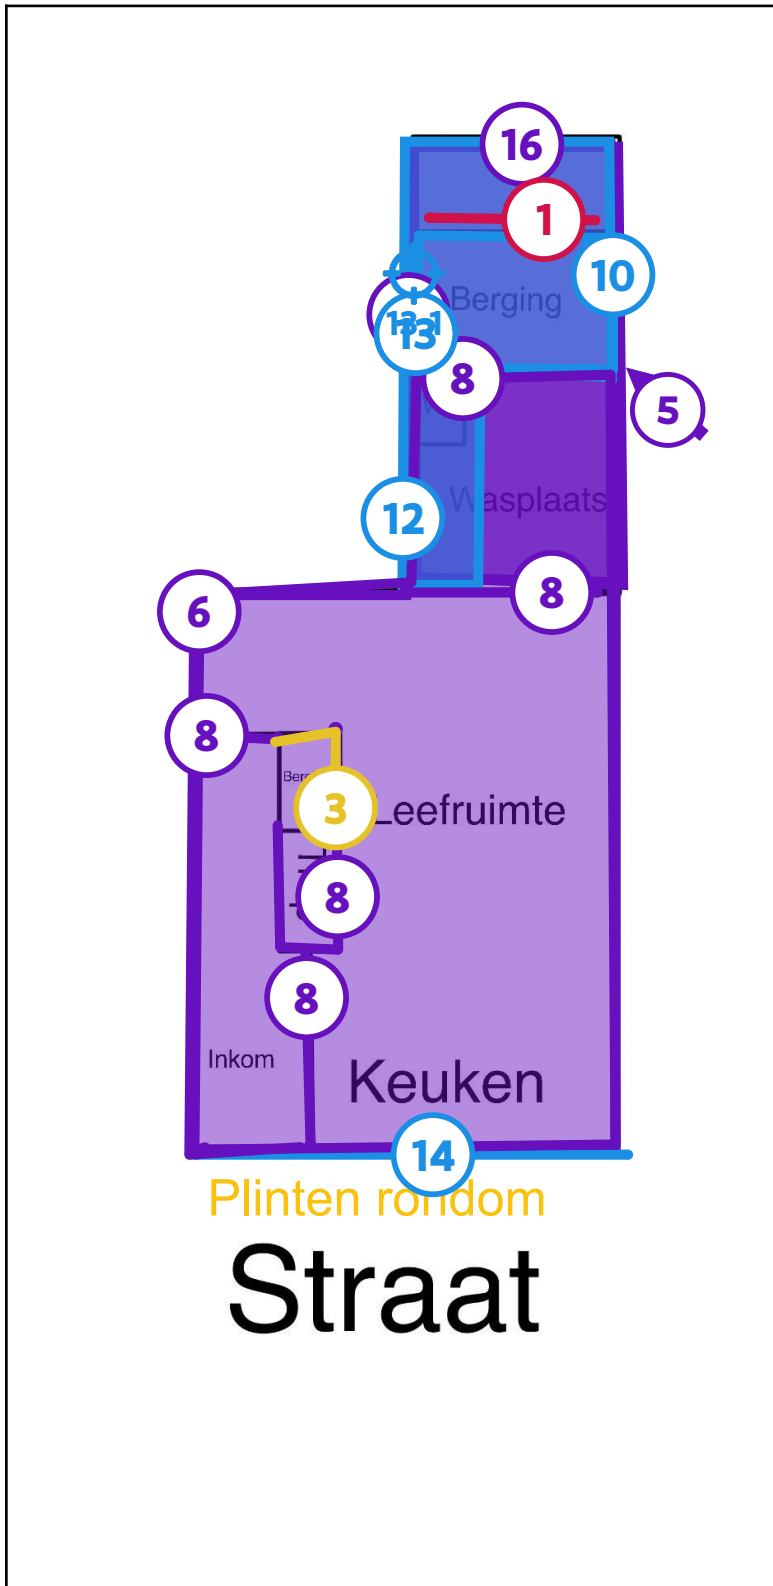 16
1
10
Berging
13
8
5
Wasplaats
12
8
6
8
3
Leefruimte
8
8
Inkom
Keuken
14
Plinten rondom
Straat